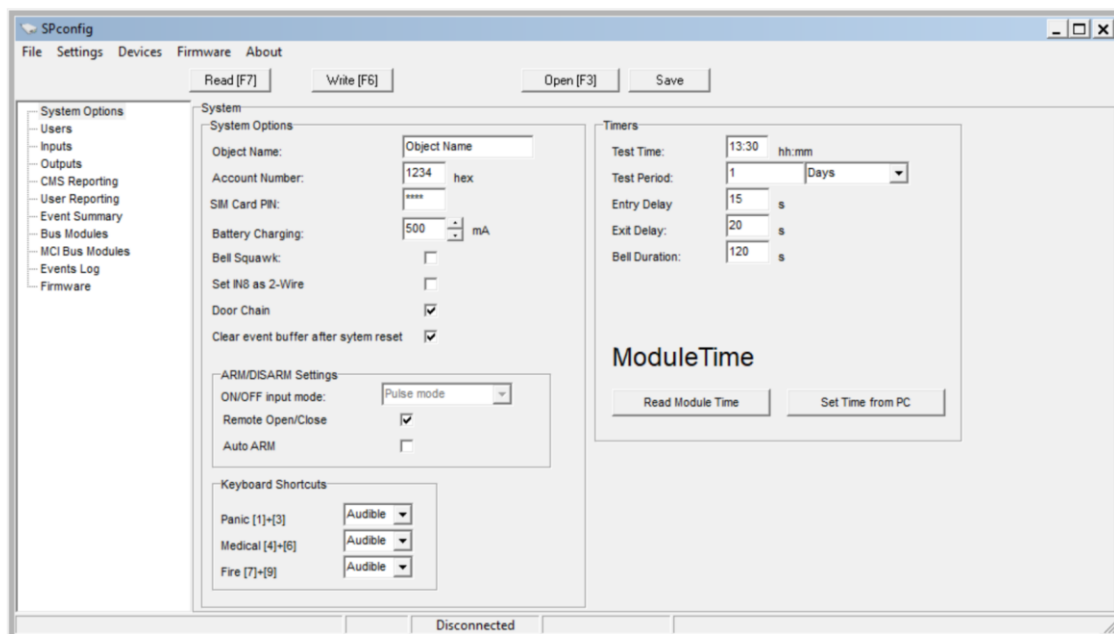 SPconfig
File Settings Devices Firmware About
Read [F7] Write [F6] Open [F3] Save
System Options
Users
Inputs
Outputs
CMS Reporting
User Reporting
Event Summary
Bus Modules
MCI Bus Modules
Events Log
Firmware
System
System Options
Object Name: Object Name
Account Number: 1234 hex
SIM Card PIN: ****
Battery Charging: 500 mA
Bell Squawk:
Set IN8 as 2-Wire
Door Chain
Clear event buffer after sytem reset
ARM/DISARM Settings
ON/OFF input mode: Pulse mode
Remote Open/Close
Auto ARM
Keyboard Shortcuts
Panic [1]+[3] Audible
Medical [4]+[6] Audible
Fire [7]+[9] Audible
Timers
Test Time: 13:30 hh:mm
Test Period: 1 Days
Entry Delay 15 s
Exit Delay: 20 s
Bell Duration: 120 s
ModuleTime
Read Module Time Set Time from PC
Disconnected